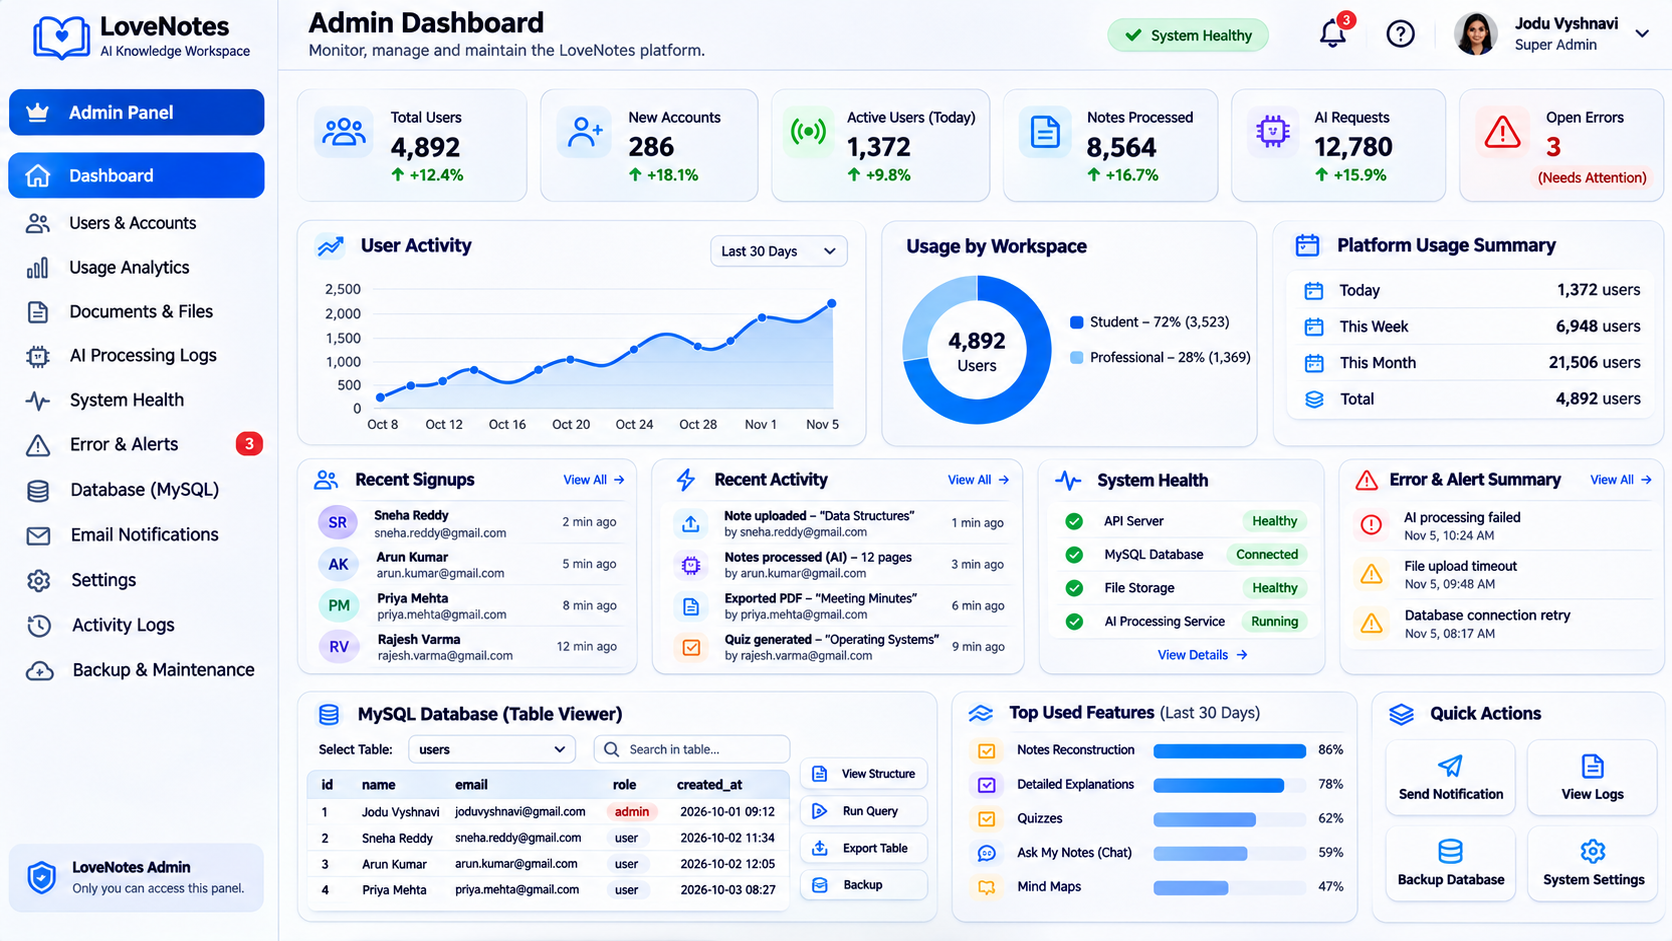 LoveNotes
AI Knowledge Workspace
Admin Panel
Dashboard
Users & Accounts
Usage Analytics
Documents & Files
AI Processing Logs
System Health
Error & Alerts
3
Database (MySQL)
Email Notifications
Settings
Activity Logs
Backup & Maintenance
LoveNotes Admin
Only you can access this panel.
Admin Dashboard
Monitor, manage and maintain the LoveNotes platform.
System Healthy
3
?
Jodu Vyshnavi
Super Admin
Total Users
4,892
+12.4%
New Accounts
286
+18.1%
Active Users (Today)
1,372
+9.8%
Notes Processed
8,564
+16.7%
AI Requests
12,780
+15.9%
Open Errors
3
(Needs Attention)
User Activity
Last 30 Days
2,500
2,000
1,500
1,000
500
0
Oct 8 Oct 12 Oct 16 Oct 20 Oct 24 Oct 28 Nov 1 Nov 5
Usage by Workspace
4,892
Users
Student – 72% (3,523)
Professional – 28% (1,369)
Platform Usage Summary
Today 1,372 users
This Week 6,948 users
This Month 21,506 users
Total 4,892 users
Recent Signups View All →
SR Sneha Reddy 2 min ago
sneha.reddy@gmail.com
AK Arun Kumar 5 min ago
arun.kumar@gmail.com
PM Priya Mehta 8 min ago
priya.mehta@gmail.com
RV Rajesh Varma 12 min ago
rajesh.varma@gmail.com
Recent Activity View All →
Note uploaded – “Data Structures” 1 min ago
by sneha.reddy@gmail.com
Notes processed (AI) – 12 pages 3 min ago
by arun.kumar@gmail.com
Exported PDF – “Meeting Minutes” 6 min ago
by priya.mehta@gmail.com
Quiz generated – “Operating Systems” 9 min ago
by rajesh.varma@gmail.com
System Health
API Server Healthy
MySQL Database Connected
File Storage Healthy
AI Processing Service Running
View Details →
Error & Alert Summary View All →
AI processing failed
Nov 5, 10:24 AM
File upload timeout
Nov 5, 09:48 AM
Database connection retry
Nov 5, 08:17 AM
MySQL Database (Table Viewer)
Select Table: users Search in table...
id name email role created_at
1 Jodu Vyshnavi joduvyshnavi@gmail.com admin 2026-10-01 09:12
2 Sneha Reddy sneha.reddy@gmail.com user 2026-10-02 11:34
3 Arun Kumar arun.kumar@gmail.com user 2026-10-02 12:05
4 Priya Mehta priya.mehta@gmail.com user 2026-10-03 08:27
View Structure
Run Query
Export Table
Backup
Top Used Features (Last 30 Days)
Notes Reconstruction 86%
Detailed Explanations 78%
Quizzes 62%
Ask My Notes (Chat) 59%
Mind Maps 47%
Quick Actions
Send Notification
View Logs
Backup Database
System Settings